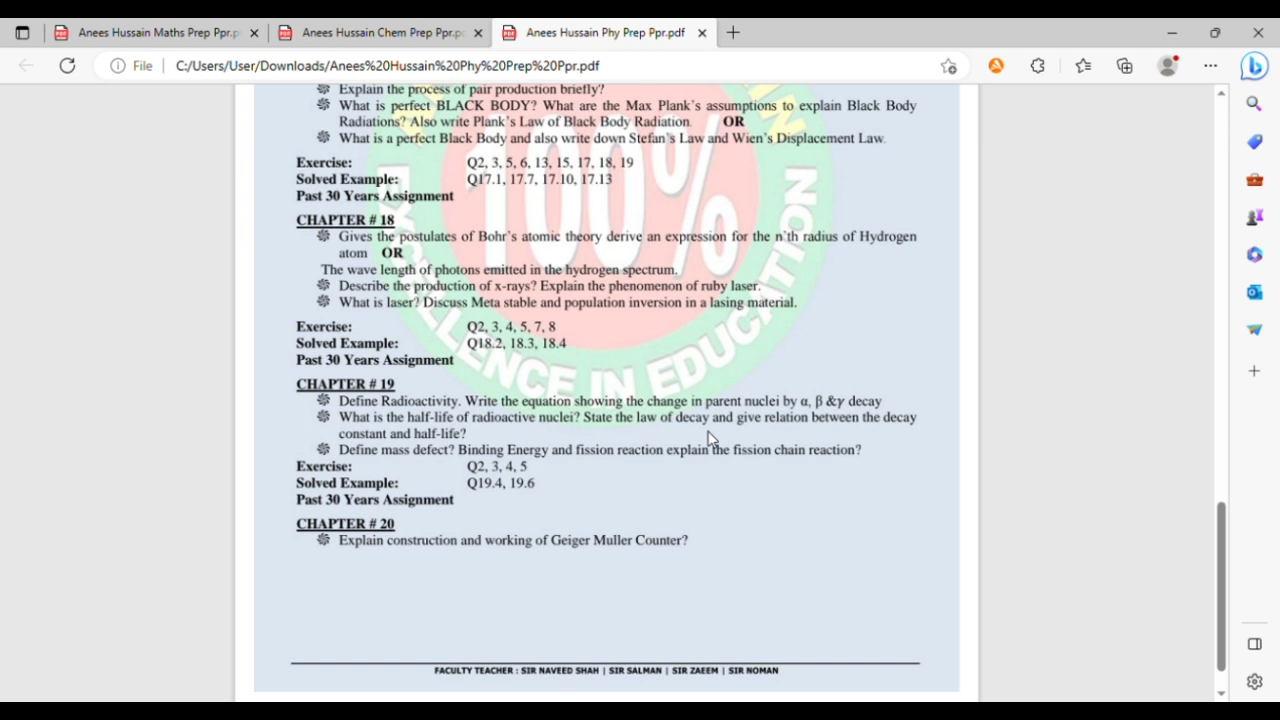 Anees Hussain Maths Prep Ppr.p
Anees Hussain Chem Prep Ppr.pd
Anees Hussain Phy Prep Ppr.pdf
File
C:/Users/User/Downloads/Anees%20Hussain%20Phy%20Prep%20Ppr.pdf
Explain the process of pair production briefly?
What is perfect BLACK BODY? What are the Max Plank's assumptions to explain Black Body
Radiations? Also write Plank's Law of Black Body Radiation. OR
What is a perfect Black Body and also write down Stefan's Law and Wien's Displacement Law.
Exercise: Q2, 3, 5, 6, 13, 15, 17, 18, 19
Solved Example: Q17.1, 17.7, 17.10, 17.13
Past 30 Years Assignment
CHAPTER # 18
Gives the postulates of Bohr's atomic theory derive an expression for the n'th radius of Hydrogen
atom OR
The wave length of photons emitted in the hydrogen spectrum.
Describe the production of x-rays? Explain the phenomenon of ruby laser.
What is laser? Discuss Meta stable and population inversion in a lasing material.
Exercise: Q2, 3, 4, 5, 7, 8
Solved Example: Q18.2, 18.3, 18.4
Past 30 Years Assignment
CHAPTER # 19
Define Radioactivity. Write the equation showing the change in parent nuclei by α, β &γ decay
What is the half-life of radioactive nuclei? State the law of decay and give relation between the decay
constant and half-life?
Define mass defect? Binding Energy and fission reaction explain the fission chain reaction?
Exercise: Q2, 3, 4, 5
Solved Example: Q19.4, 19.6
Past 30 Years Assignment
CHAPTER # 20
Explain construction and working of Geiger Muller Counter?
100%
LENCE IN EDUCATION
FACULTY TEACHER : SIR NAVEED SHAH | SIR SALMAN | SIR ZAEEM | SIR NOMAN